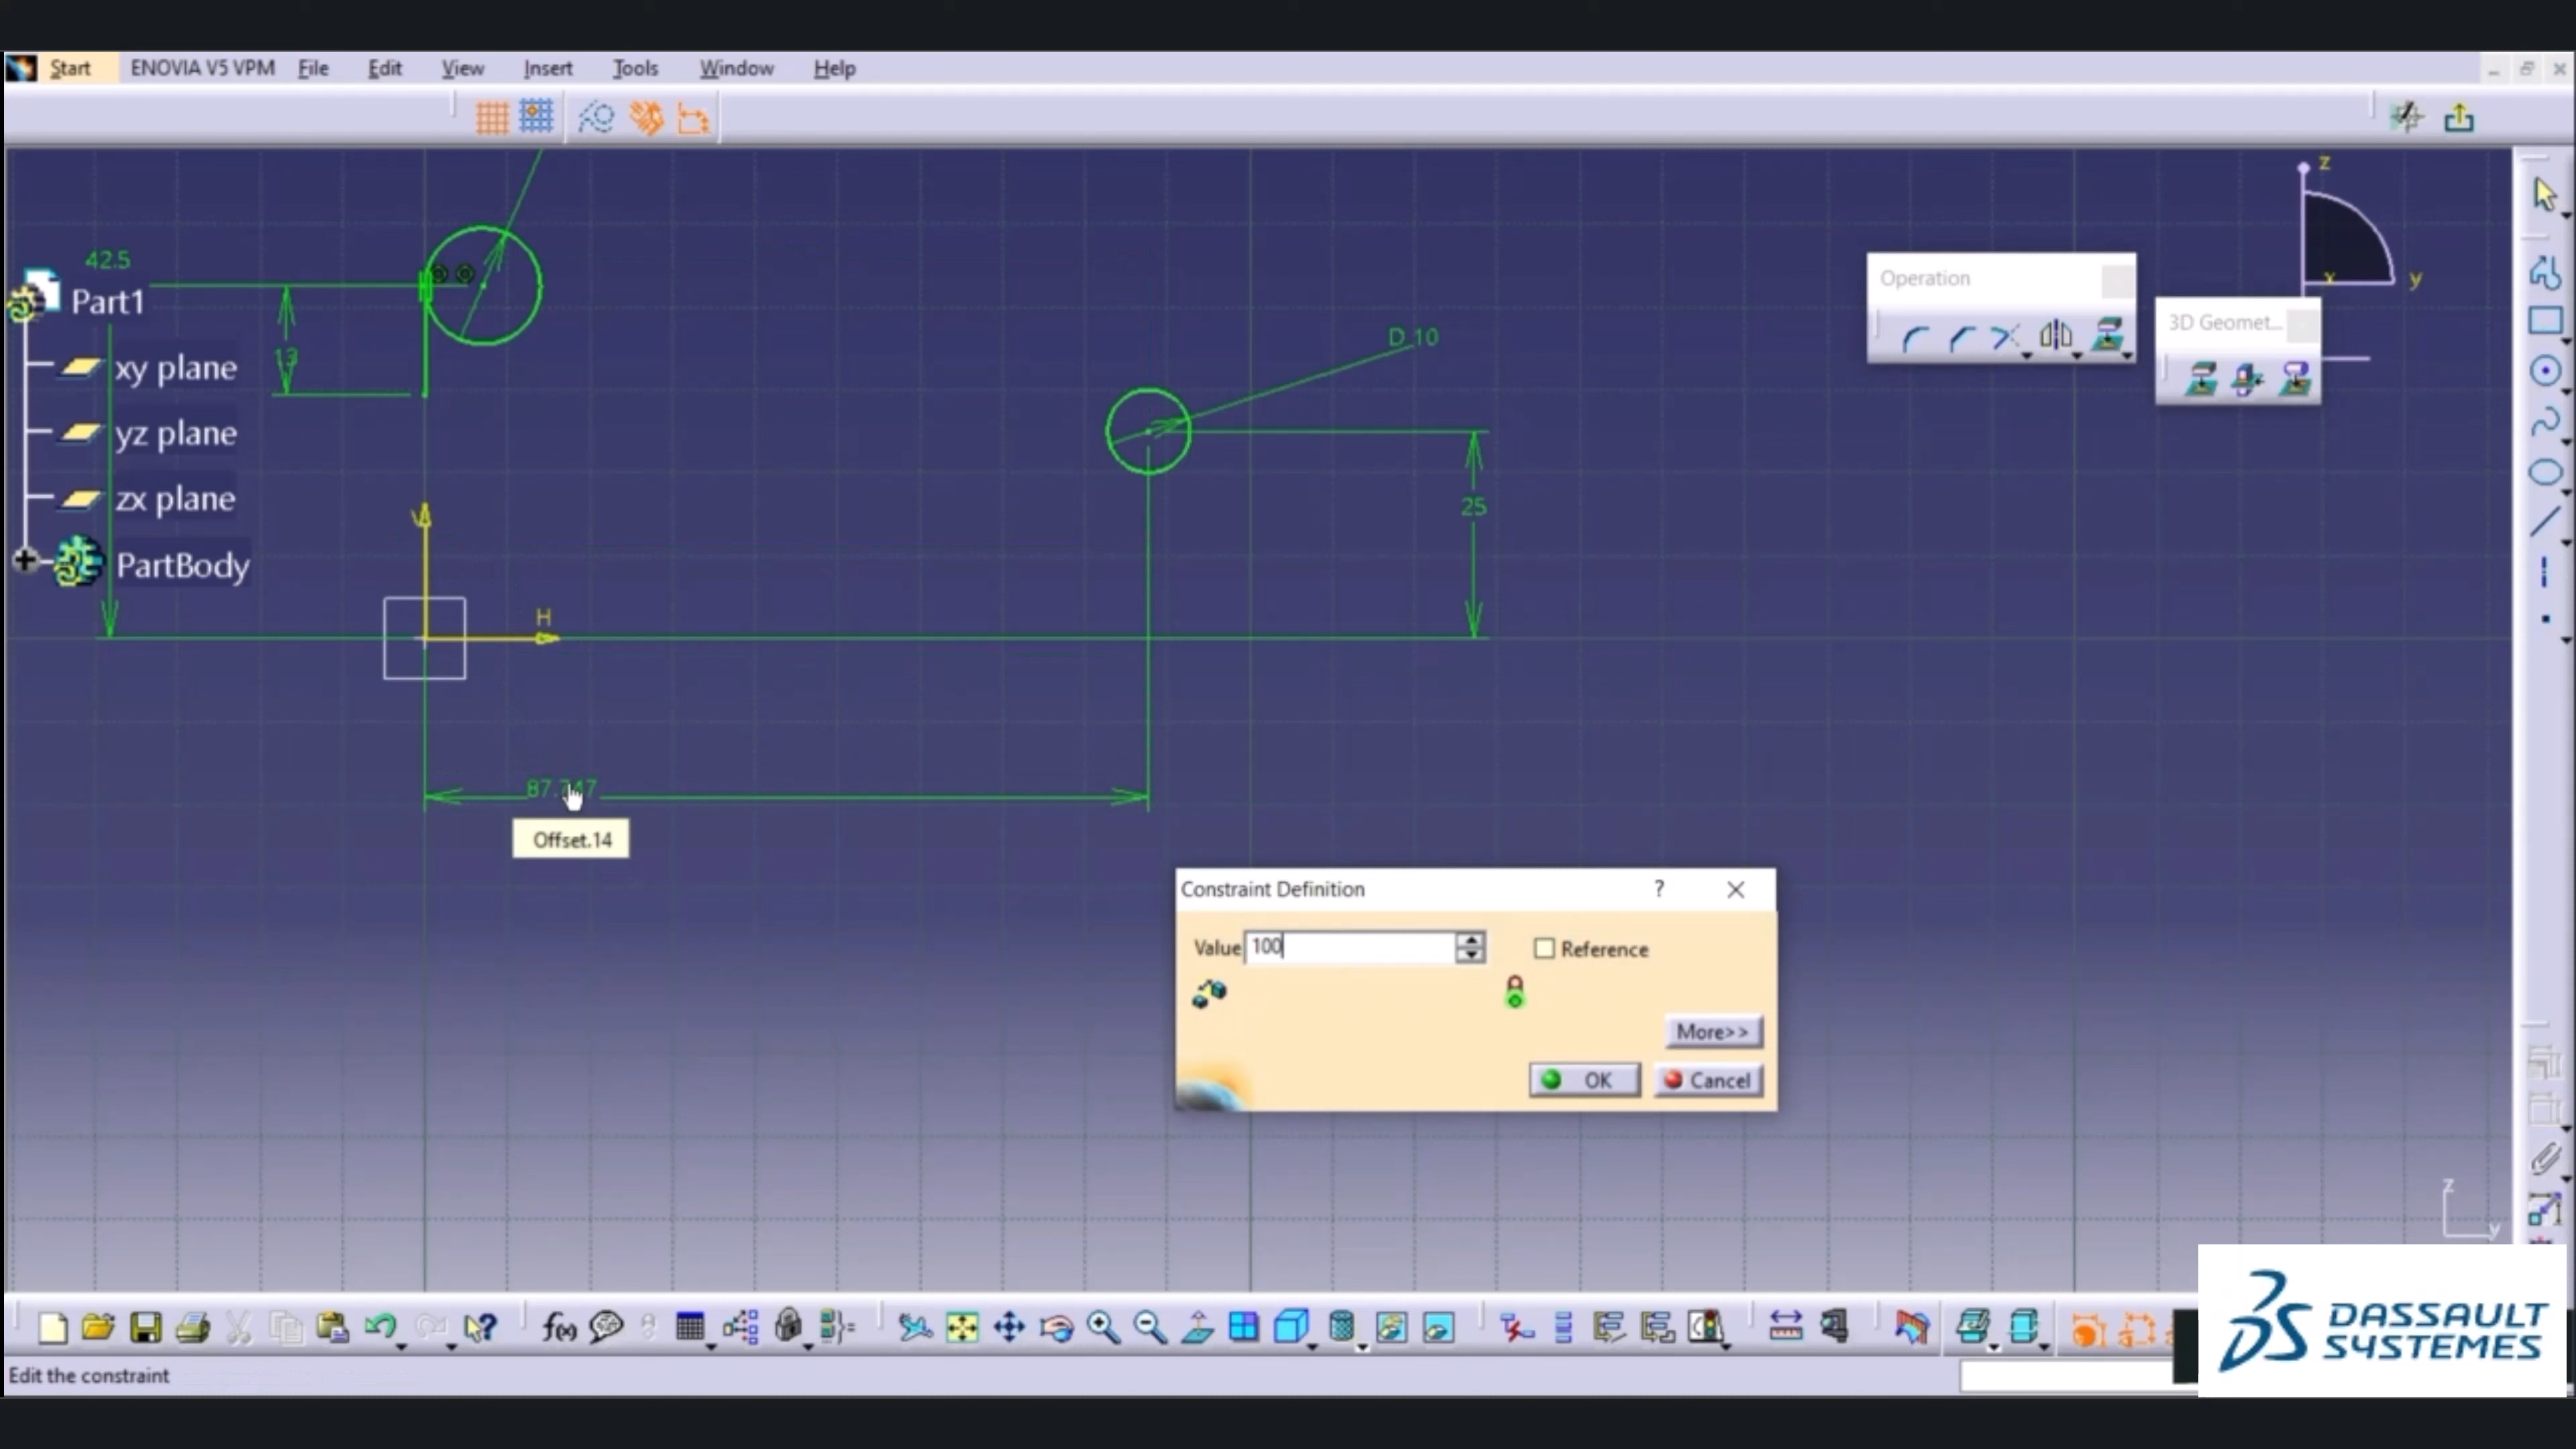 Start ENOVIA V5 VPM File Edit View Insert Tools Window Help
z
x
y
Operation
3D Geomet...
42.5
Part1
xy plane
yz plane
zx plane
PartBody
13
D 10
25
V
H
Offset.14
Constraint Definition ?
Value 100
Reference
More>>
OK Cancel
z
y
DASSAULT
SYSTEMES
Edit the constraint